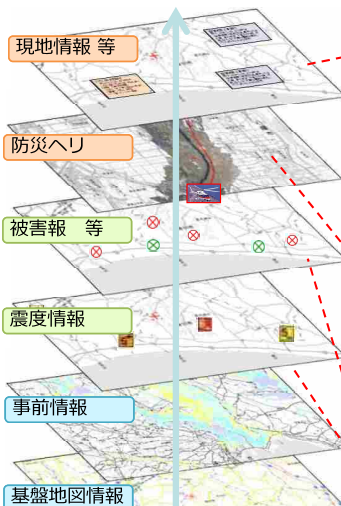 現地情報 等
防災ヘリ
被害報　等
震度情報
事前情報
基盤地図情報